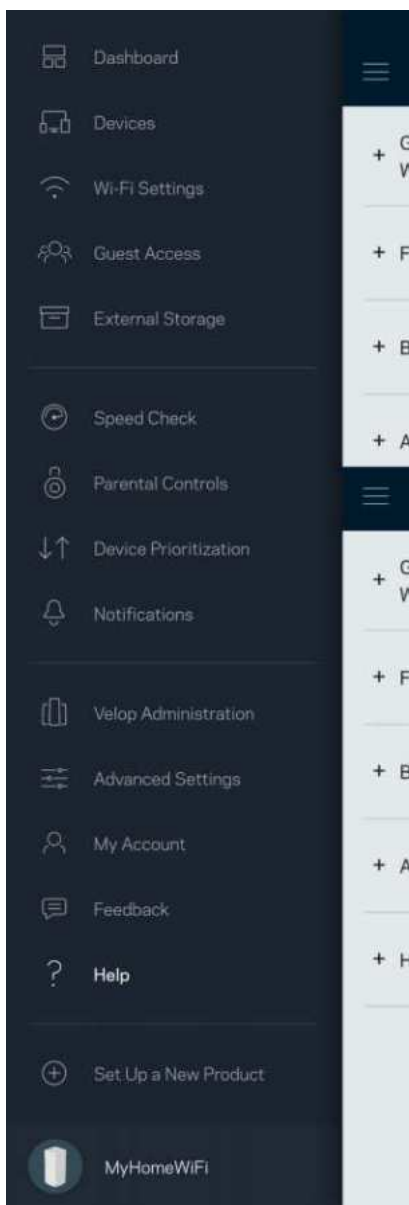 Dashboard
Devices
Wi-Fi Settings
Guest Access
External Storage
Speed Check
Parental Controls
Device Prioritization
Notifications
Velop Administration
Advanced Settings
My Account
Feedback
? Help
Set Up a New Product
MyHomeWiFi
+ G
W
+ F
+ B
+ A
+ G
W
+ F
+ B
+ A
+ H